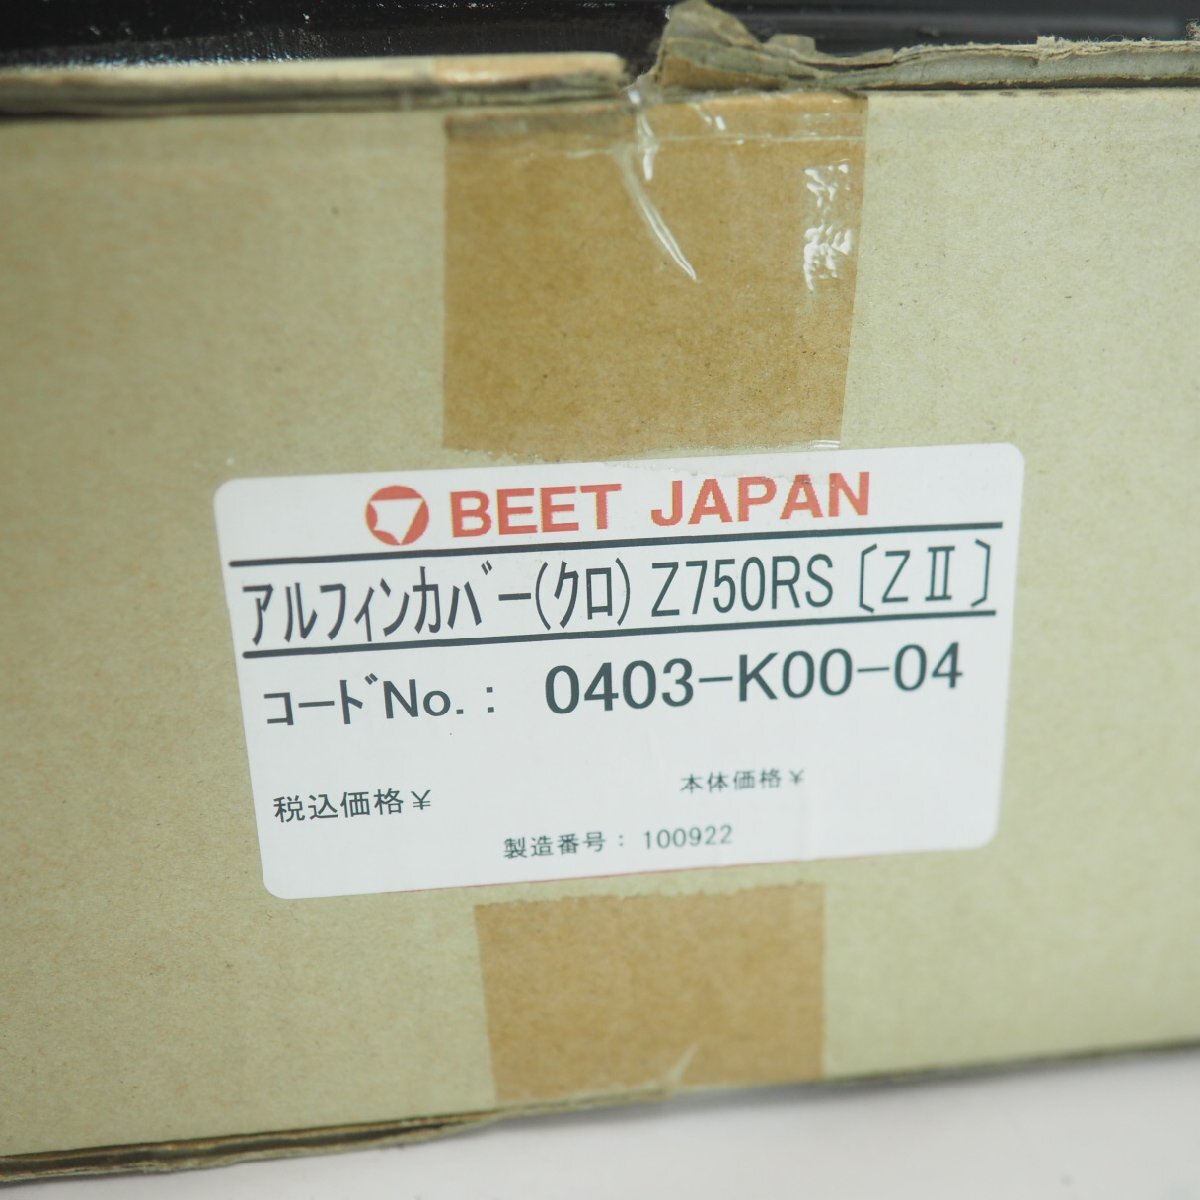 BEET JAPAN
アルフィンカバー(クロ) Z750RS〔ZⅡ〕
コードNo.: 0403-K00-04
本体価格¥
税込価格¥
製造番号: 100922